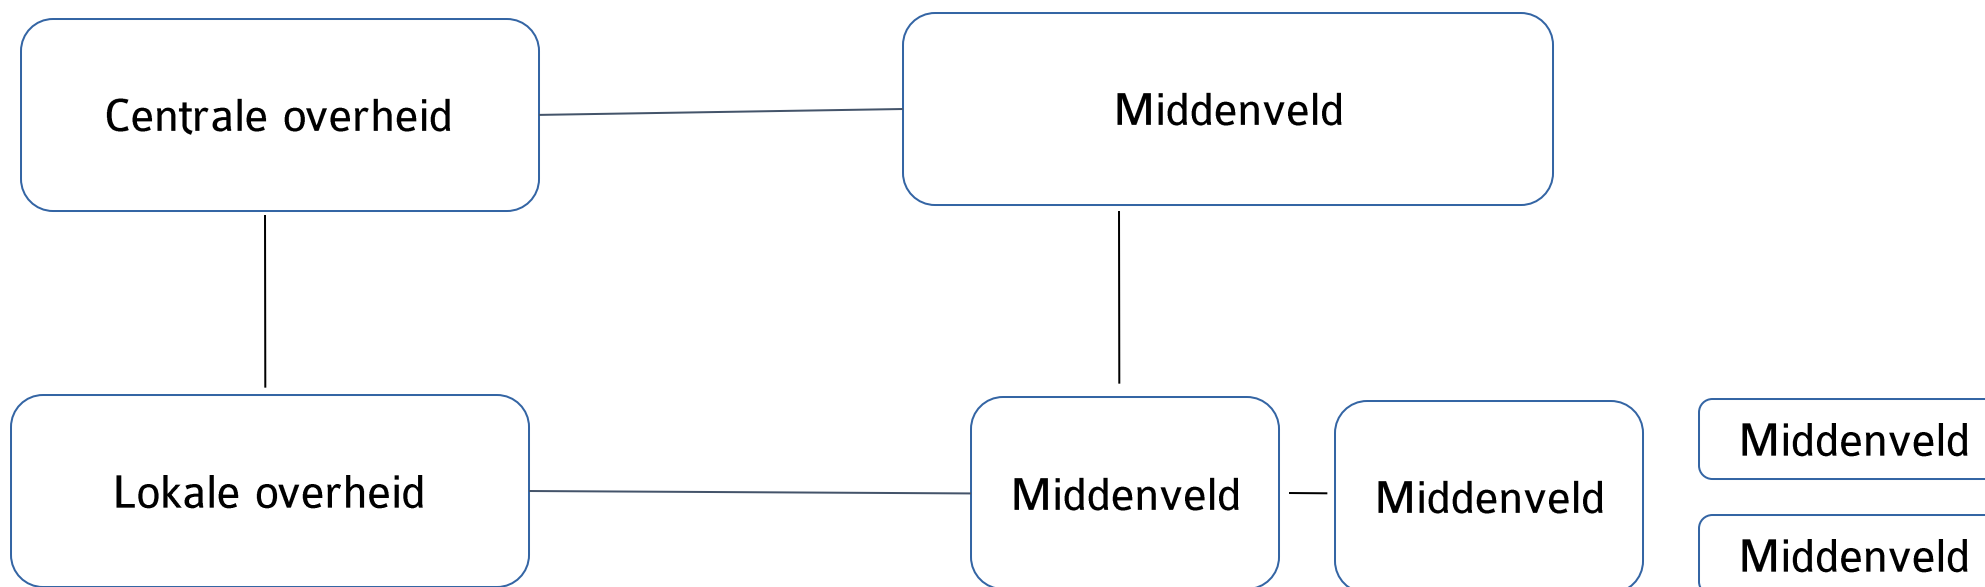 Centrale overheid
Middenveld
Lokale overheid
Middenveld
Middenveld
Middenveld
Middenveld